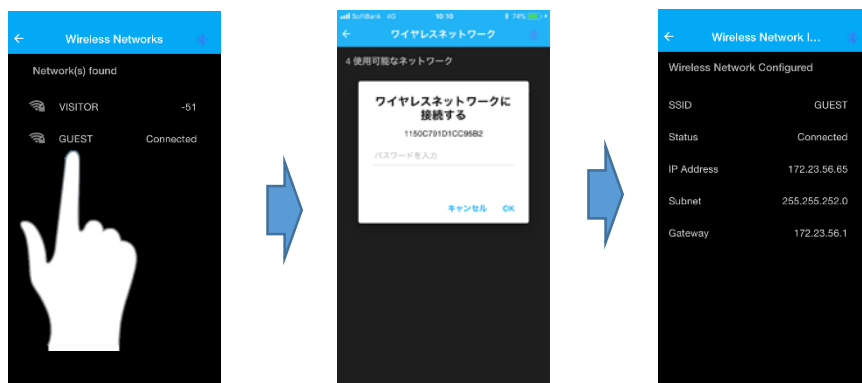 Wireless Networks
Network(s) found
VISITOR -51
GUEST Connected
SoftBank 4G 10:10 74%
ワイヤレスネットワーク
4 使用可能なネットワーク
ワイヤレスネットワークに
接続する
1150C791D1CC95B2
パスワードを入力
キャンセル OK
Wireless Network I...
Wireless Network Configured
SSID GUEST
Status Connected
IP Address 172.23.56.65
Subnet 255.255.252.0
Gateway 172.23.56.1